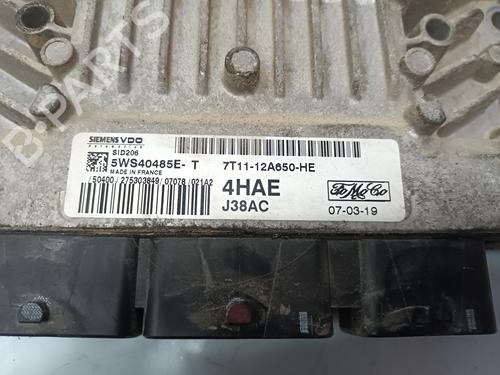 SIEMENS VDO
AUTOMOTIVE
SID206
5WS40485E- T 7T11-12A650-HE
MADE IN FRANCE
/50400/ 275303849 /07078 /021A2
4HAE
J38AC
FoMoCo
07-03-19
B-Parts